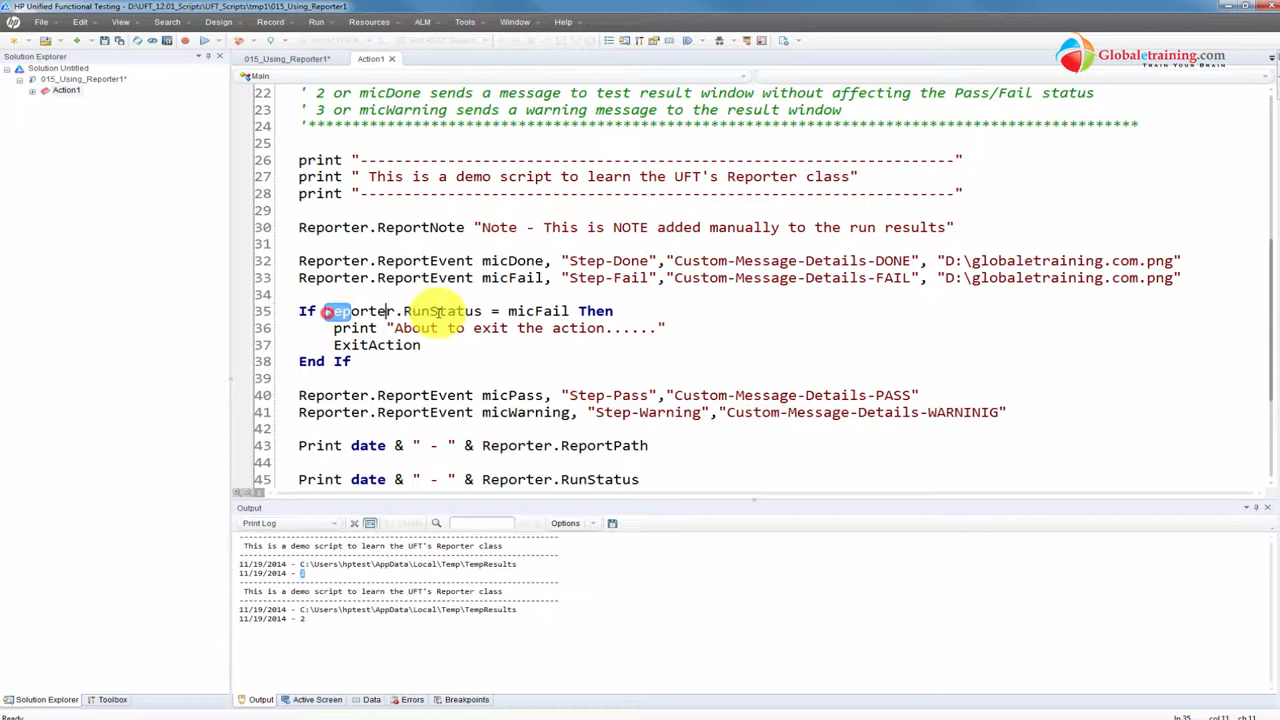 HP Unified Functional Testing - D:\UFT_12.01_Scripts\UFT_Scripts\tmp1\015_Using_Reporter1
File Edit View Search Design Record Run Resources ALM Tools Window Help
Globaletraining.com
TRAIN YOUR BRAIN
Solution Explorer
015_Using_Reporter1* Action1
Solution Untitled
015_Using_Reporter1*
Action1
Main
22 ' 2 or micDone sends a message to test result window without affecting the Pass/Fail status
23 ' 3 or micWarning sends a warning message to the result window
24 '***********************************************************************************************
25
26 print "--------------------------------------------------------------------"
27 print " This is a demo script to learn the UFT's Reporter class"
28 print "--------------------------------------------------------------------"
29
30 Reporter.ReportNote "Note - This is NOTE added manually to the run results"
31
32 Reporter.ReportEvent micDone, "Step-Done","Custom-Message-Details-DONE", "D:\globaletraining.com.png"
33 Reporter.ReportEvent micFail, "Step-Fail","Custom-Message-Details-FAIL", "D:\globaletraining.com.png"
34
35 If Reporter.RunStatus = micFail Then
36 print "About to exit the action......"
37 ExitAction
38 End If
39
40 Reporter.ReportEvent micPass, "Step-Pass","Custom-Message-Details-PASS"
41 Reporter.ReportEvent micWarning, "Step-Warning","Custom-Message-Details-WARNINIG"
42
43 Print date & " - " & Reporter.ReportPath
44
45 Print date & " - " & Reporter.RunStatus
Output
Print Log Options
----------------------------------------------------------------
This is a demo script to learn the UFT's Reporter class
----------------------------------------------------------------
11/19/2014 - C:\Users\hptest\AppData\Local\Temp\TempResults
11/19/2014 - 2
----------------------------------------------------------------
This is a demo script to learn the UFT's Reporter class
----------------------------------------------------------------
11/19/2014 - C:\Users\hptest\AppData\Local\Temp\TempResults
11/19/2014 - 2
Solution Explorer Toolbox Output Active Screen Data Errors Breakpoints
Ready Ln 35 col 11 ch 11